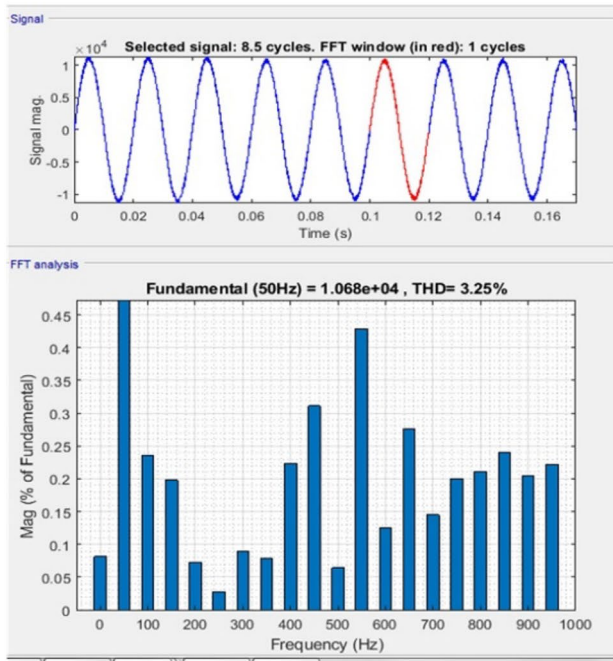 Signal
Selected signal: 8.5 cycles. FFT window (in red): 1 cycles
×10⁴
1
0.5
0
-0.5
-1
Signal mag.
0 0.02 0.04 0.06 0.08 0.1 0.12 0.14 0.16
Time (s)
FFT analysis
Fundamental (50Hz) = 1.068e+04 , THD= 3.25%
0.45
0.4
0.35
0.3
0.25
0.2
0.15
0.1
0.05
0
Mag (% of Fundamental)
0 100 200 300 400 500 600 700 800 900 1000
Frequency (Hz)